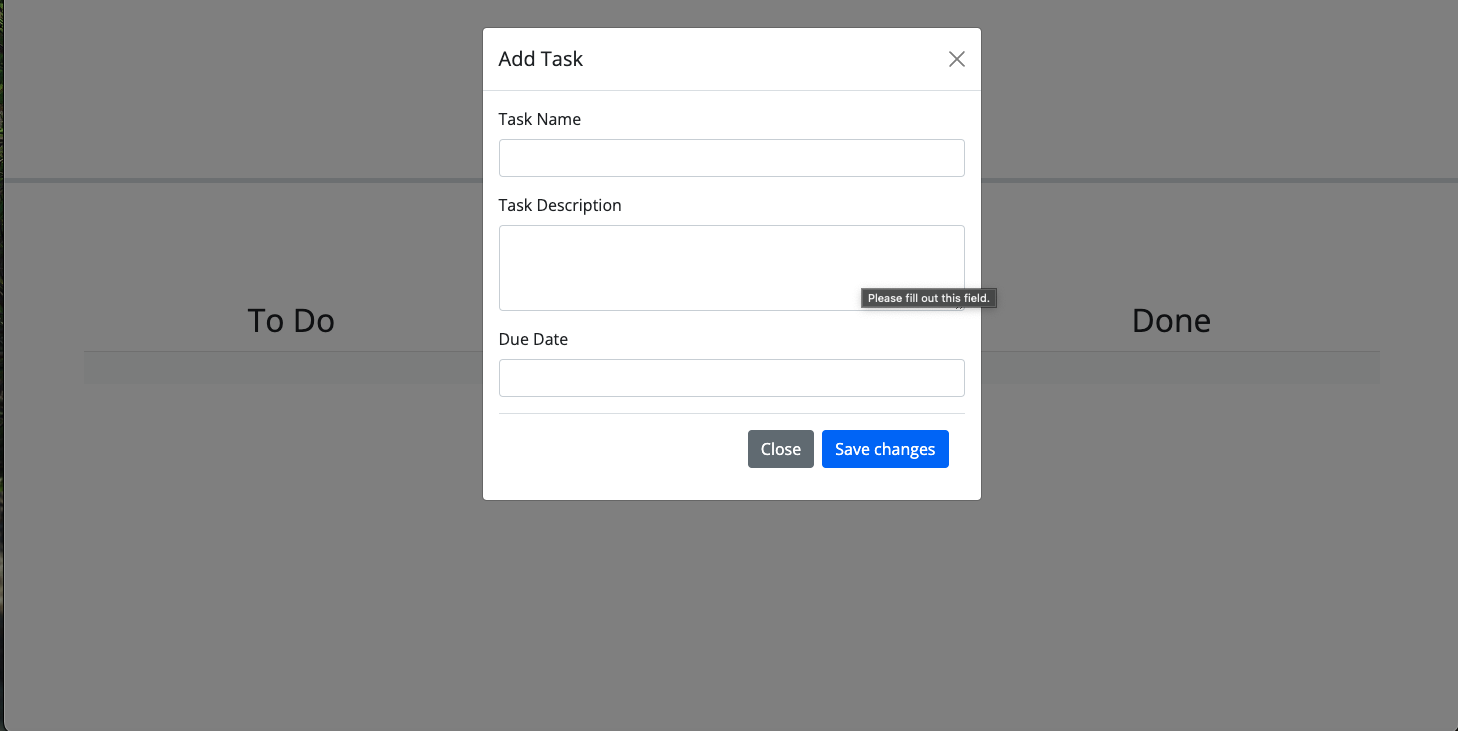 Add Task
Task Name
Task Description
Please fill out this field.
To Do
Done
Due Date
Close
Save changes